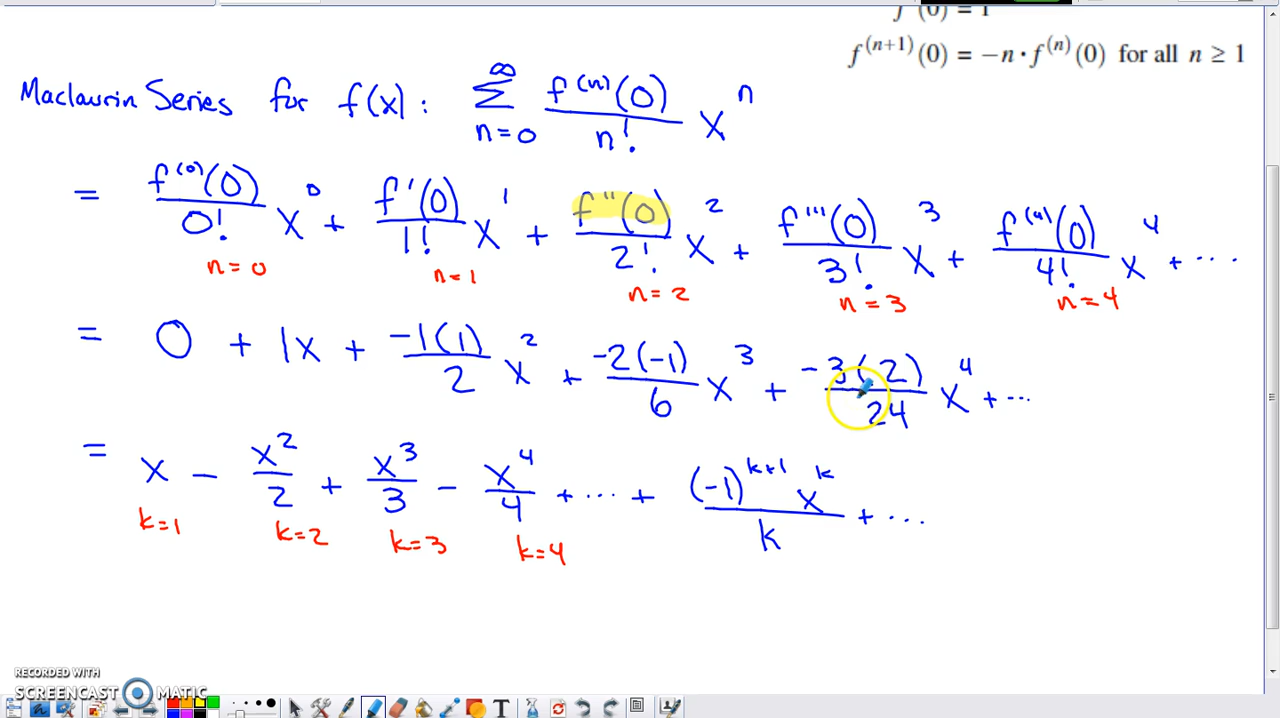 f′(0) = 1
f^(n+1)(0) = −n · f^(n)(0) for all n ≥ 1
Maclaurin Series for f(x): ∑_{n=0}^{∞} f^(n)(0)/n! x^n
= f^(0)(0)/0! x^0 + f'(0)/1! x^1 + f''(0)/2! x^2 + f'''(0)/3! x^3 + f^(4)(0)/4! x^4 + ...
n=0 n=1 n=2 n=3 n=4
= 0 + 1x + -1(1)/2 x^2 + -2(-1)/6 x^3 + -3(2)/24 x^4 + ...
= x - x^2/2 + x^3/3 - x^4/4 + ... + (-1)^{k+1} x^k/k + ...
k=1 k=2 k=3 k=4
RECORDED WITH
SCREENCAST MATIC
T